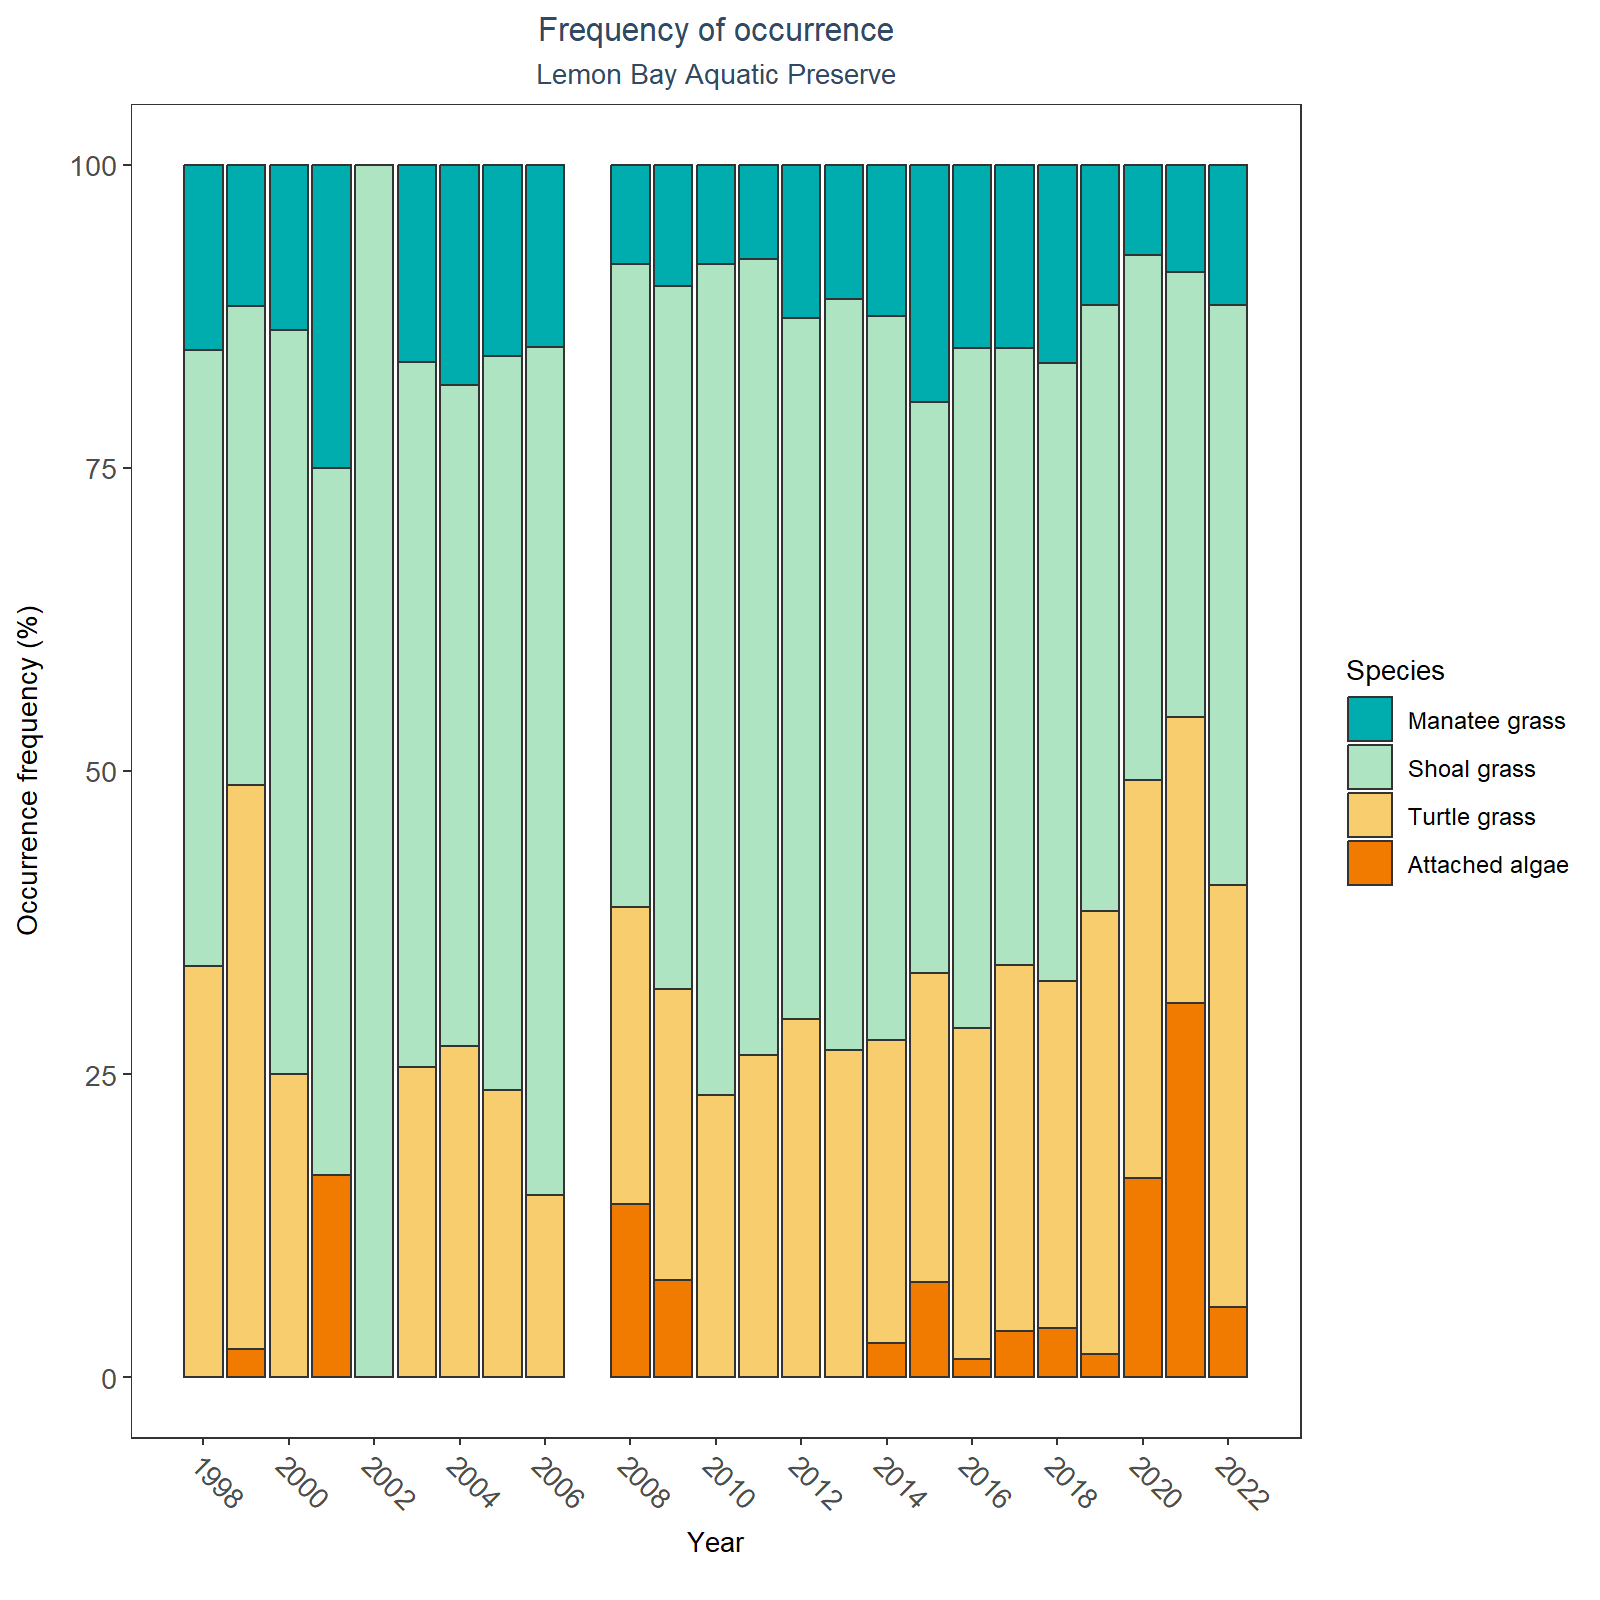 Frequency of occurrence
Lemon Bay Aquatic Preserve
Occurrence frequency (%)
100
75
50
25
0
1998
2000
2002
2004
2006
2008
2010
2012
2014
2016
2018
2020
2022
Year
Species
Manatee grass
Shoal grass
Turtle grass
Attached algae